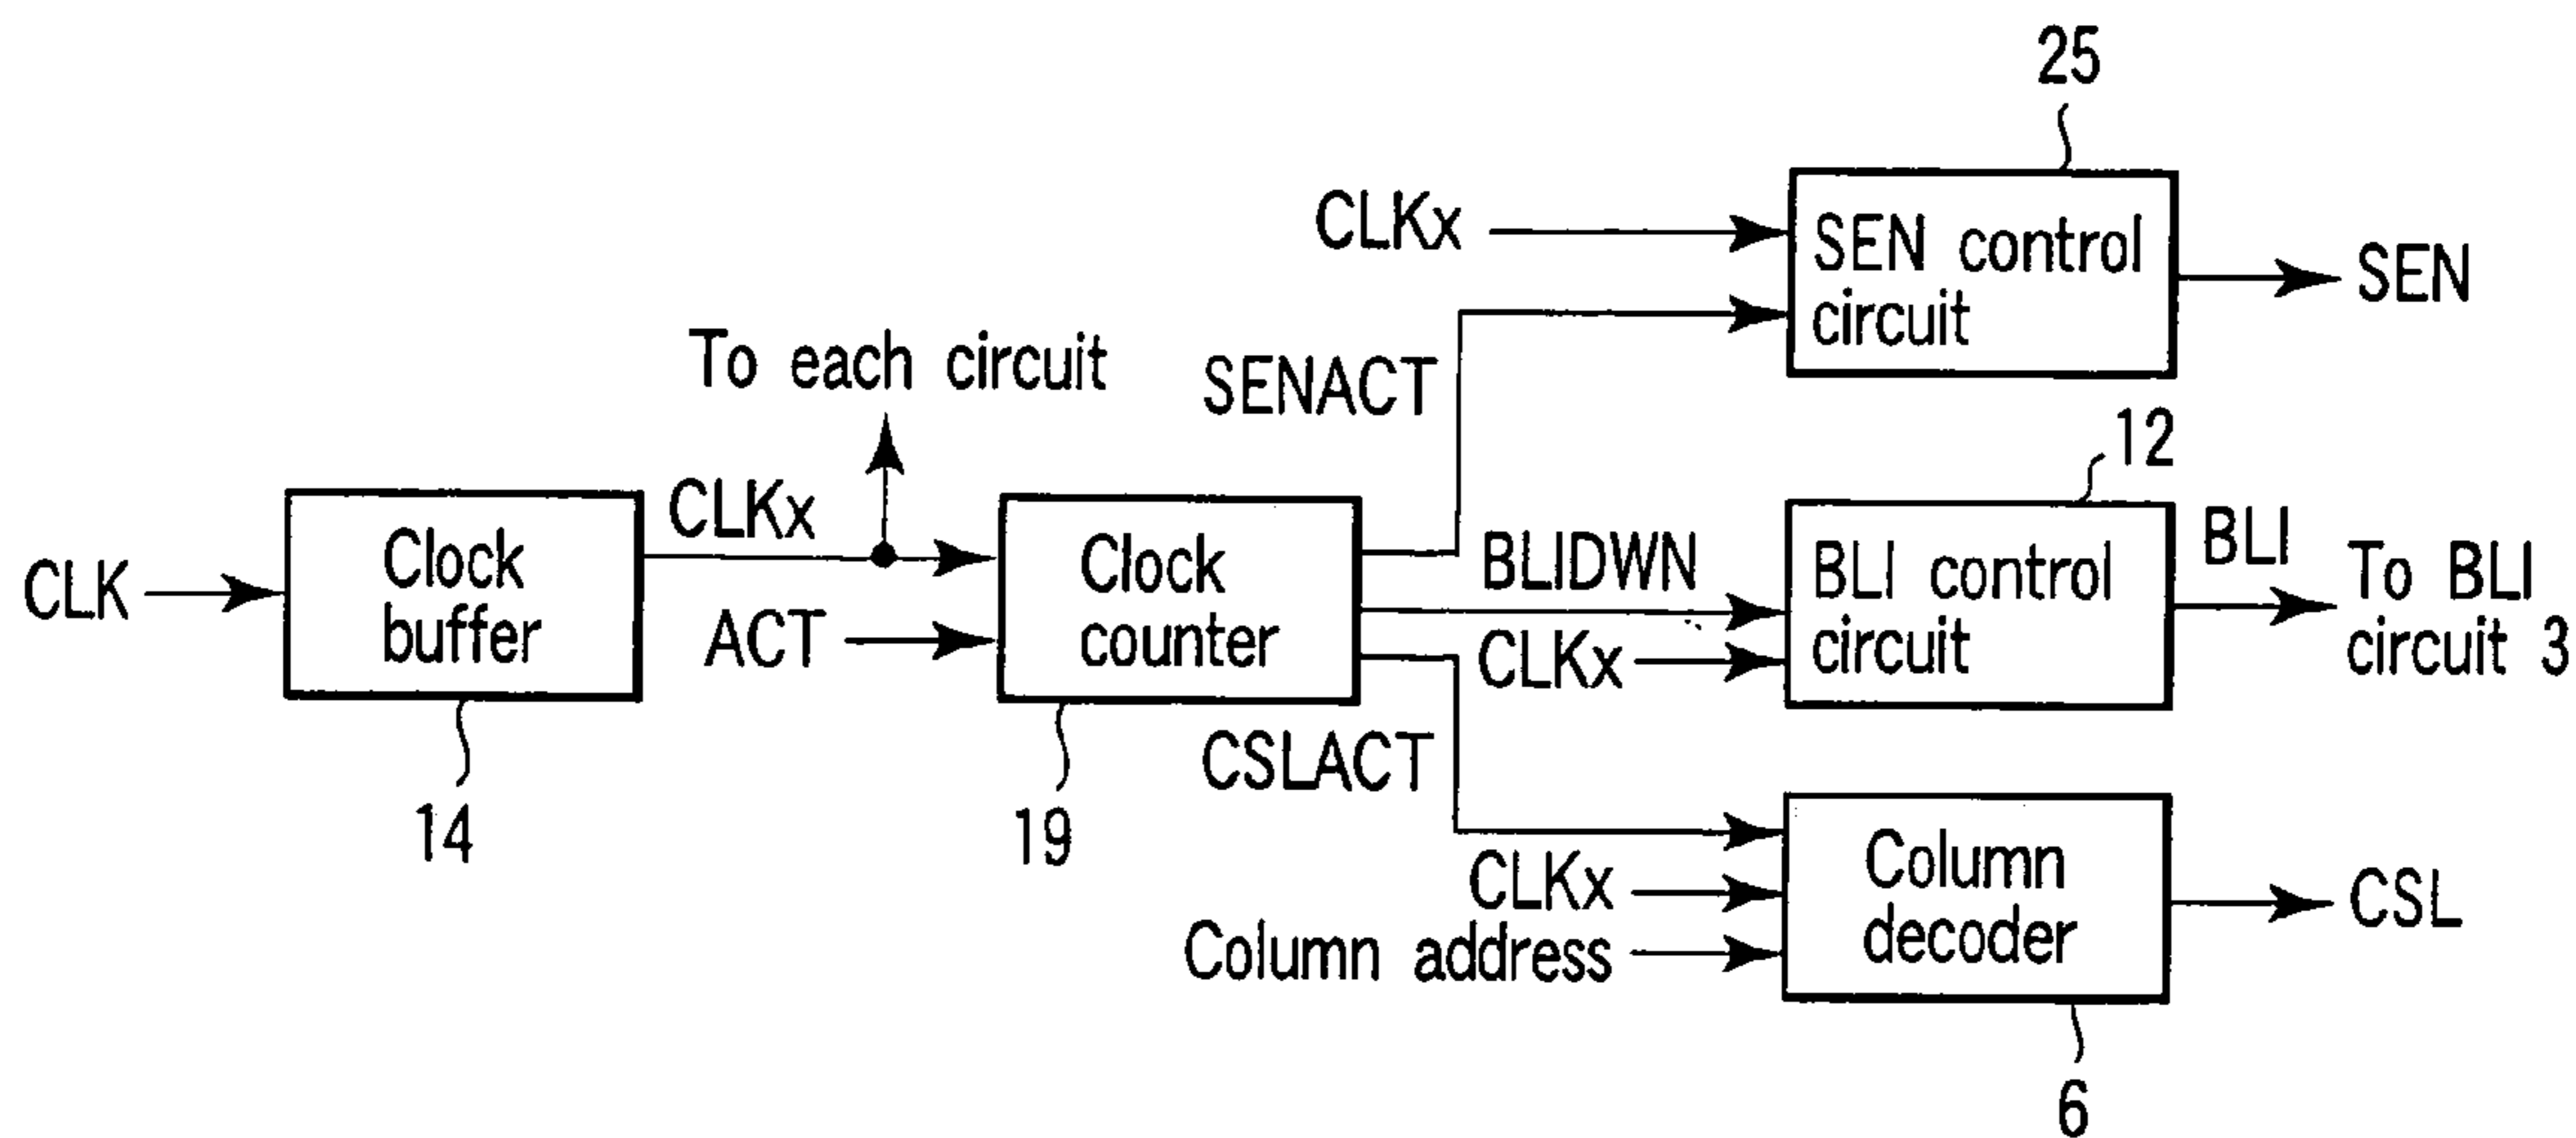 25
CLKx
SEN control
circuit
SEN
To each circuit
SENACT
12
CLKx
BLI
CLK
Clock
buffer
ACT
Clock
counter
BLIDWN
CLKx
BLI control
circuit
To BLI
circuit 3
CSLACT
14
19
CLKx
Column address
Column
decoder
CSL
6